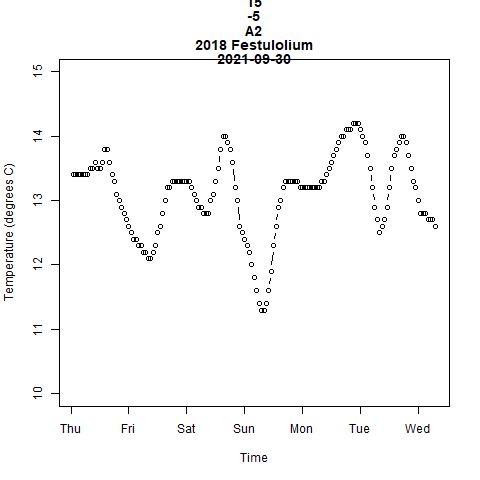 15
-5
A2
2018 Festulolium
2021-09-30
15
14
13
12
11
10
Temperature (degrees C)
Thu Fri Sat Sun Mon Tue Wed
Time